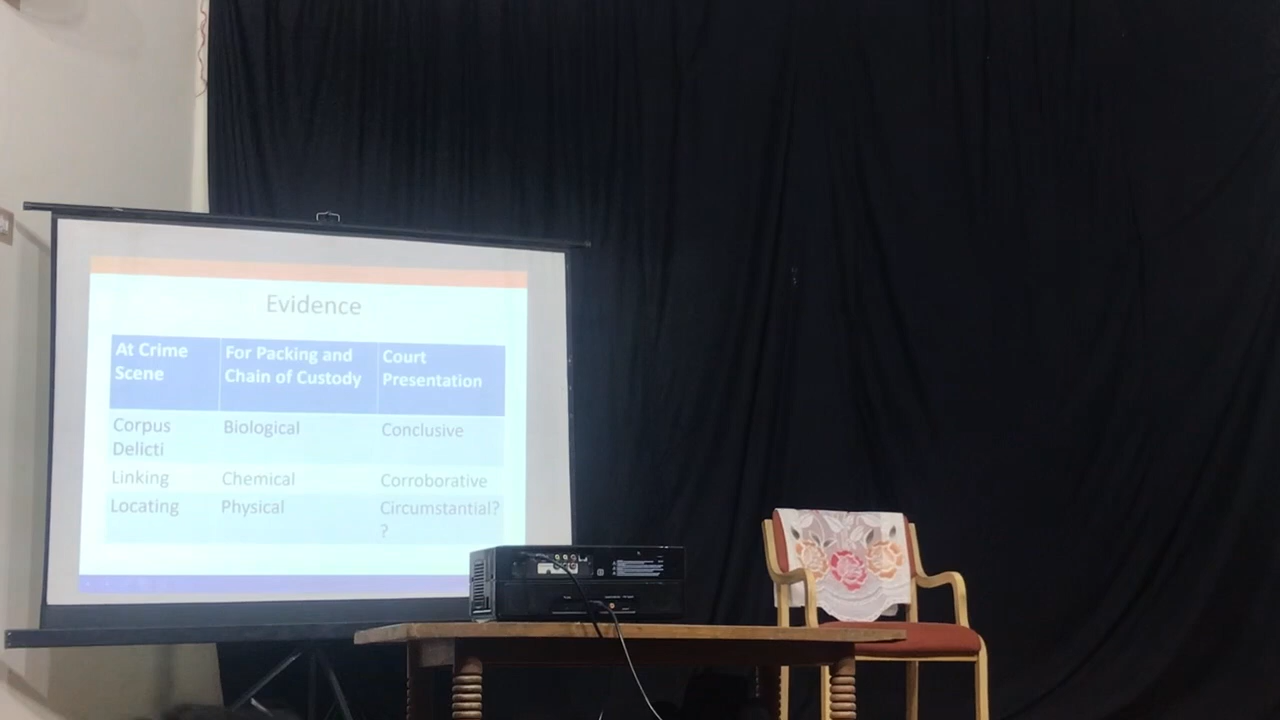 Evidence
At Crime
Scene
For Packing and
Chain of Custody
Court
Presentation
Corpus
Delicti
Biological
Conclusive
Linking
Chemical
Corroborative
Locating
Physical
Circumstantial?
?